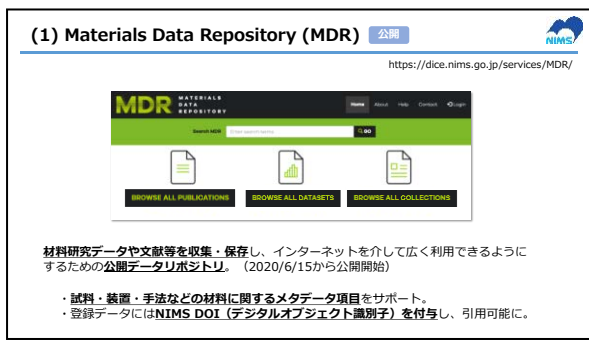 (1) Materials Data Repository (MDR) 公開
NIMS
https://dice.nims.go.jp/services/MDR/
MDR MATERIALS DATA REPOSITORY
Home About Help Contact Login
Search MDR Enter search terms GO
BROWSE ALL PUBLICATIONS BROWSE ALL DATASETS BROWSE ALL COLLECTIONS
材料研究データや文献等を収集・保存し、インターネットを介して広く利用できるように
するための公開データリポジトリ。（2020/6/15から公開開始）
・試料・装置・手法などの材料に関するメタデータ項目をサポート。
・登録データにはNIMS DOI（デジタルオブジェクト識別子）を付与し、引用可能に。